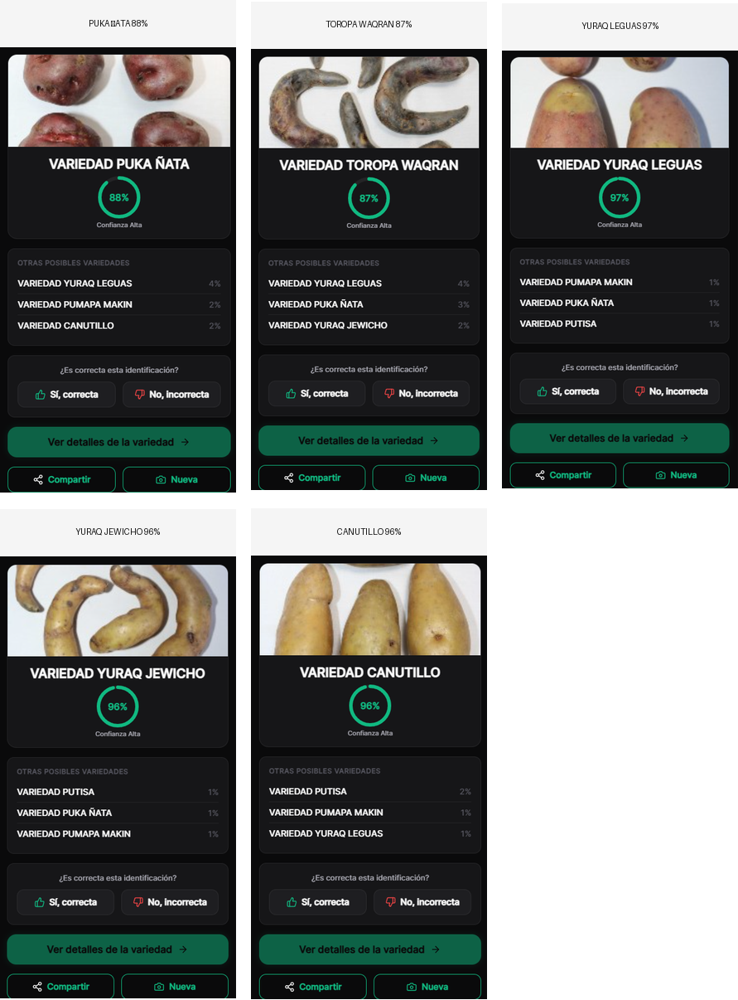 PUKA ÑATA 88%
VARIEDAD PUKA ÑATA
88%
Confianza Alta
OTRAS POSIBLES VARIEDADES
VARIEDAD YURAQ LEGUAS 4%
VARIEDAD PUMAPA MAKIN 2%
VARIEDAD CANUTILLO 2%
¿Es correcta esta identificación?
Sí, correcta No, incorrecta
Ver detalles de la variedad →
Compartir Nueva
TOROPA WAQRAN 87%
VARIEDAD TOROPA WAQRAN
87%
Confianza Alta
OTRAS POSIBLES VARIEDADES
VARIEDAD YURAQ LEGUAS 4%
VARIEDAD PUKA ÑATA 3%
VARIEDAD YURAQ JEWICHO 2%
¿Es correcta esta identificación?
Sí, correcta No, incorrecta
Ver detalles de la variedad →
Compartir Nueva
YURAQ LEGUAS 97%
VARIEDAD YURAQ LEGUAS
97%
Confianza Alta
OTRAS POSIBLES VARIEDADES
VARIEDAD PUMAPA MAKIN 1%
VARIEDAD PUKA ÑATA 1%
VARIEDAD PUTISA 1%
¿Es correcta esta identificación?
Sí, correcta No, incorrecta
Ver detalles de la variedad →
Compartir Nueva
YURAQ JEWICHO 96%
VARIEDAD YURAQ JEWICHO
96%
Confianza Alta
OTRAS POSIBLES VARIEDADES
VARIEDAD PUTISA 1%
VARIEDAD PUKA ÑATA 1%
VARIEDAD PUMAPA MAKIN 1%
¿Es correcta esta identificación?
Sí, correcta No, incorrecta
Ver detalles de la variedad →
Compartir Nueva
CANUTILLO 96%
VARIEDAD CANUTILLO
96%
Confianza Alta
OTRAS POSIBLES VARIEDADES
VARIEDAD PUTISA 2%
VARIEDAD PUMAPA MAKIN 1%
VARIEDAD YURAQ LEGUAS 1%
¿Es correcta esta identificación?
Sí, correcta No, incorrecta
Ver detalles de la variedad →
Compartir Nueva